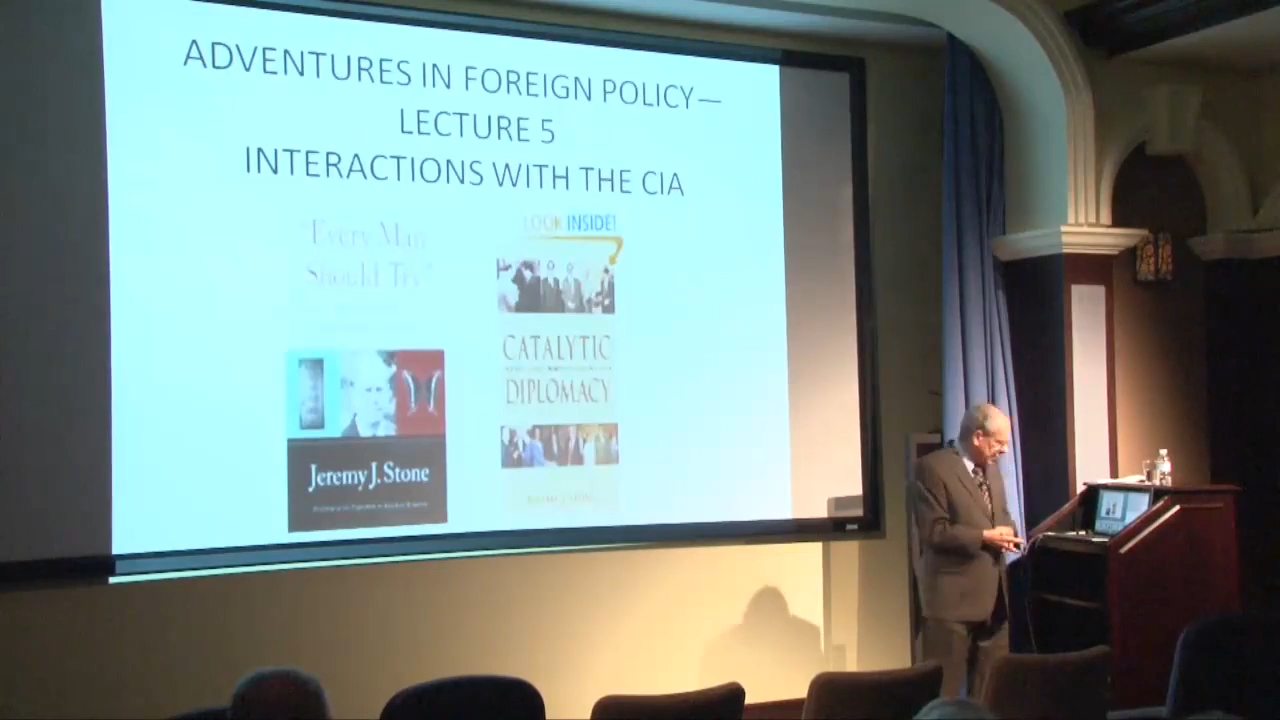 ADVENTURES IN FOREIGN POLICY—
LECTURE 5
INTERACTIONS WITH THE CIA
"Every Man
Should Try"
Jeremy J. Stone
LOOK INSIDE!
CATALYTIC
DIPLOMACY